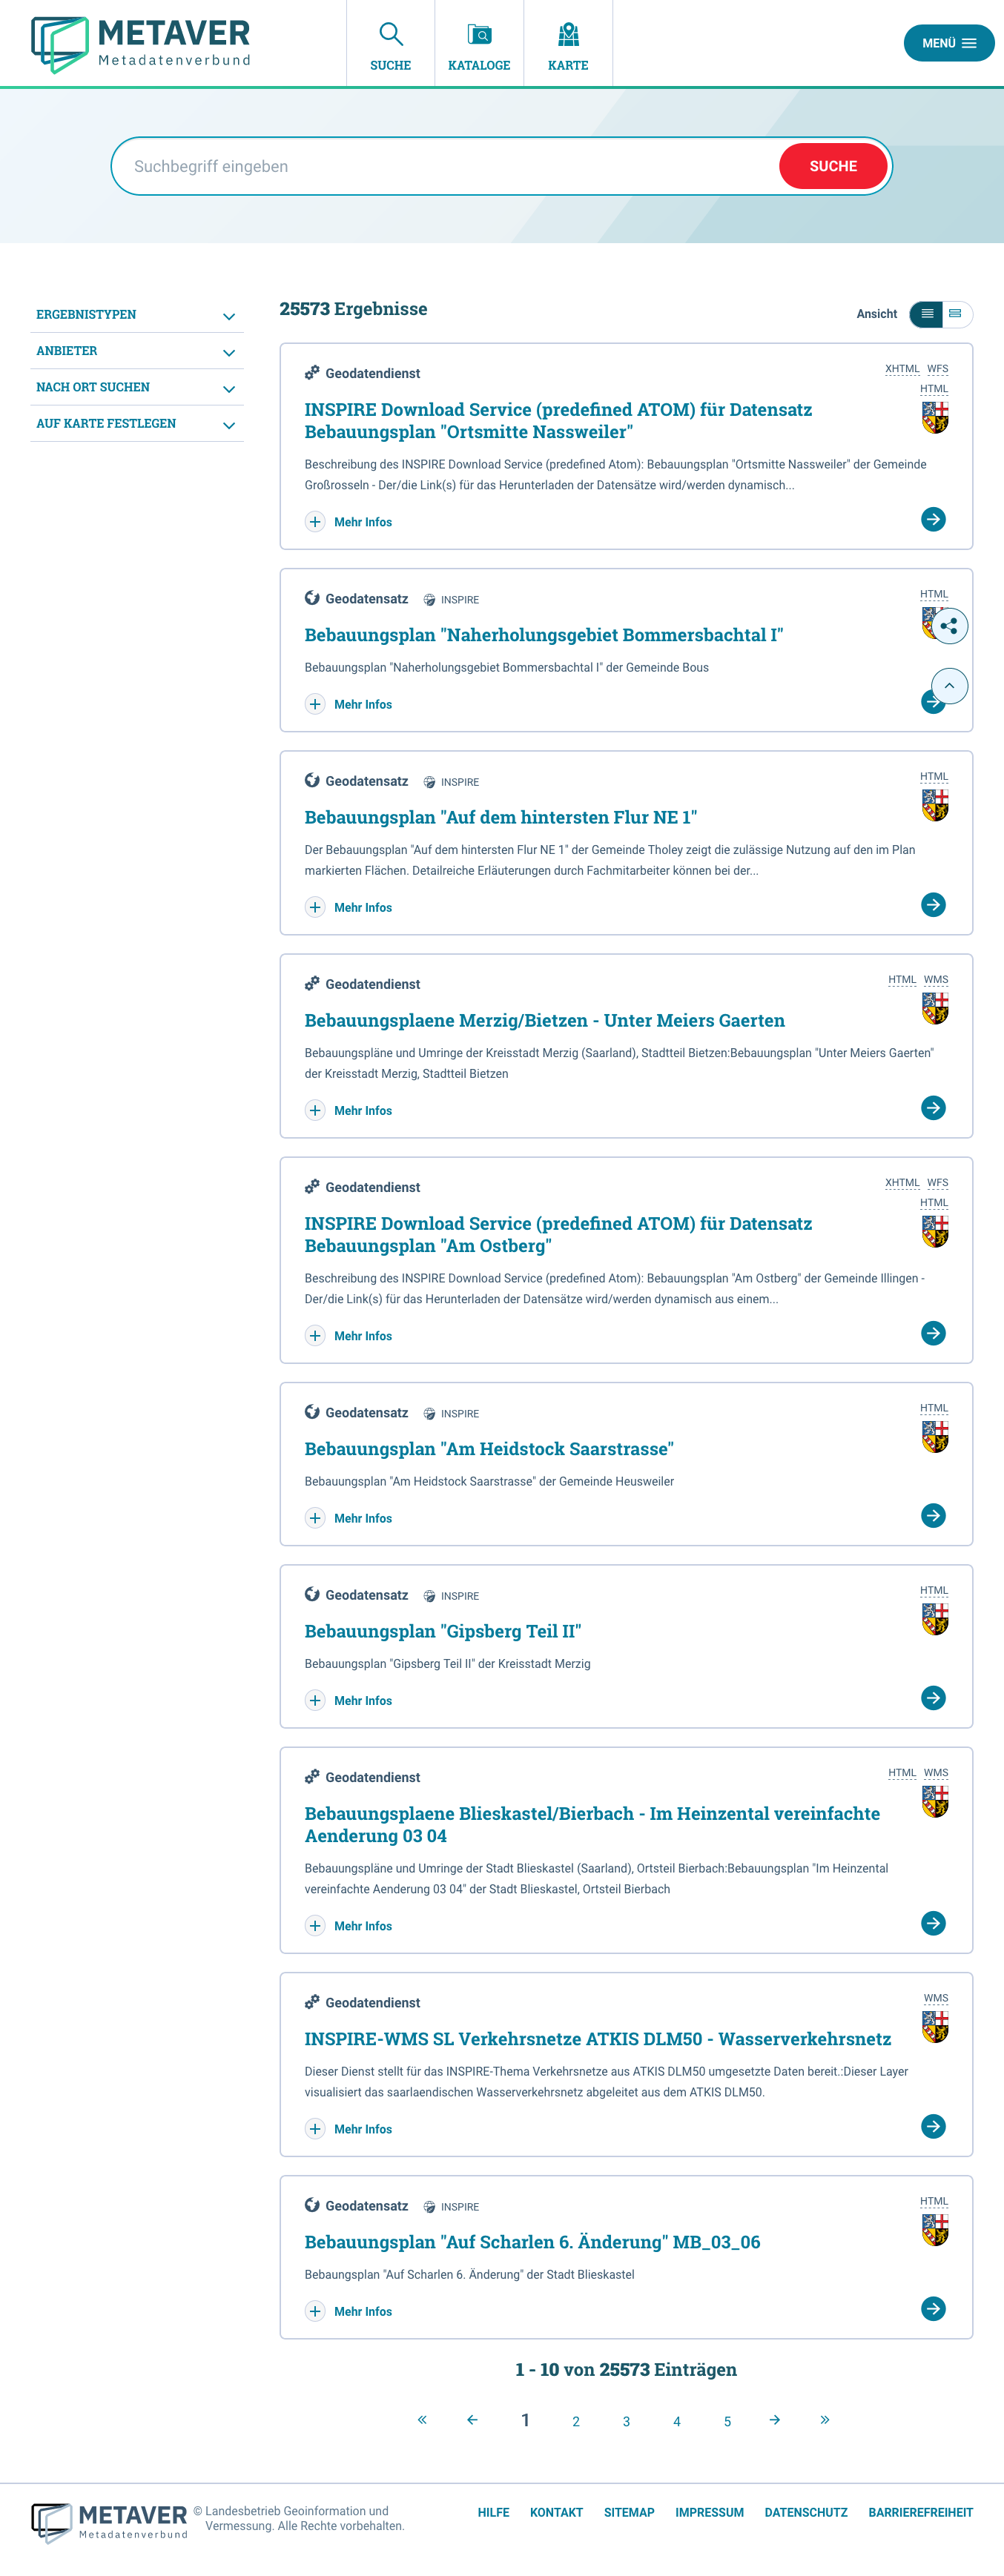 METAVER
Metadatenverbund
SUCHE
KATALOGE
KARTE
MENÜ
Suchbegriff eingeben
SUCHE
ERGEBNISTYPEN
ANBIETER
NACH ORT SUCHEN
AUF KARTE FESTLEGEN
25573 Ergebnisse
Ansicht
Geodatendienst
XHTML WFS
HTML
INSPIRE Download Service (predefined ATOM) für Datensatz
Bebauungsplan "Ortsmitte Nassweiler"
Beschreibung des INSPIRE Download Service (predefined Atom): Bebauungsplan "Ortsmitte Nassweiler" der Gemeinde
Großrosseln - Der/die Link(s) für das Herunterladen der Datensätze wird/werden dynamisch...
Mehr Infos
Geodatensatz INSPIRE
HTML
Bebauungsplan "Naherholungsgebiet Bommersbachtal I"
Bebauungsplan "Naherholungsgebiet Bommersbachtal I" der Gemeinde Bous
Mehr Infos
Geodatensatz INSPIRE
HTML
Bebauungsplan "Auf dem hintersten Flur NE 1"
Der Bebauungsplan "Auf dem hintersten Flur NE 1" der Gemeinde Tholey zeigt die zulässige Nutzung auf den im Plan
markierten Flächen. Detailreiche Erläuterungen durch Fachmitarbeiter können bei der...
Mehr Infos
Geodatendienst
HTML WMS
Bebauungsplaene Merzig/Bietzen - Unter Meiers Gaerten
Bebauungspläne und Umringe der Kreisstadt Merzig (Saarland), Stadtteil Bietzen:Bebauungsplan "Unter Meiers Gaerten"
der Kreisstadt Merzig, Stadtteil Bietzen
Mehr Infos
Geodatendienst
XHTML WFS
HTML
INSPIRE Download Service (predefined ATOM) für Datensatz
Bebauungsplan "Am Ostberg"
Beschreibung des INSPIRE Download Service (predefined Atom): Bebauungsplan "Am Ostberg" der Gemeinde Illingen -
Der/die Link(s) für das Herunterladen der Datensätze wird/werden dynamisch aus einem...
Mehr Infos
Geodatensatz INSPIRE
HTML
Bebauungsplan "Am Heidstock Saarstrasse"
Bebauungsplan "Am Heidstock Saarstrasse" der Gemeinde Heusweiler
Mehr Infos
Geodatensatz INSPIRE
HTML
Bebauungsplan "Gipsberg Teil II"
Bebauungsplan "Gipsberg Teil II" der Kreisstadt Merzig
Mehr Infos
Geodatendienst
HTML WMS
Bebauungsplaene Blieskastel/Bierbach - Im Heinzental vereinfachte
Aenderung 03 04
Bebauungspläne und Umringe der Stadt Blieskastel (Saarland), Ortsteil Bierbach:Bebauungsplan "Im Heinzental
vereinfachte Aenderung 03 04" der Stadt Blieskastel, Ortsteil Bierbach
Mehr Infos
Geodatendienst
WMS
INSPIRE-WMS SL Verkehrsnetze ATKIS DLM50 - Wasserverkehrsnetz
Dieser Dienst stellt für das INSPIRE-Thema Verkehrsnetze aus ATKIS DLM50 umgesetzte Daten bereit.:Dieser Layer
visualisiert das saarlaendischen Wasserverkehrsnetz abgeleitet aus dem ATKIS DLM50.
Mehr Infos
Geodatensatz INSPIRE
HTML
Bebauungsplan "Auf Scharlen 6. Änderung" MB_03_06
Bebaungsplan "Auf Scharlen 6. Änderung" der Stadt Blieskastel
Mehr Infos
1 - 10 von 25573 Einträgen
1 2 3 4 5
METAVER
Metadatenverbund
© Landesbetrieb Geoinformation und
Vermessung. Alle Rechte vorbehalten.
HILFE KONTAKT SITEMAP IMPRESSUM DATENSCHUTZ BARRIEREFREIHEIT